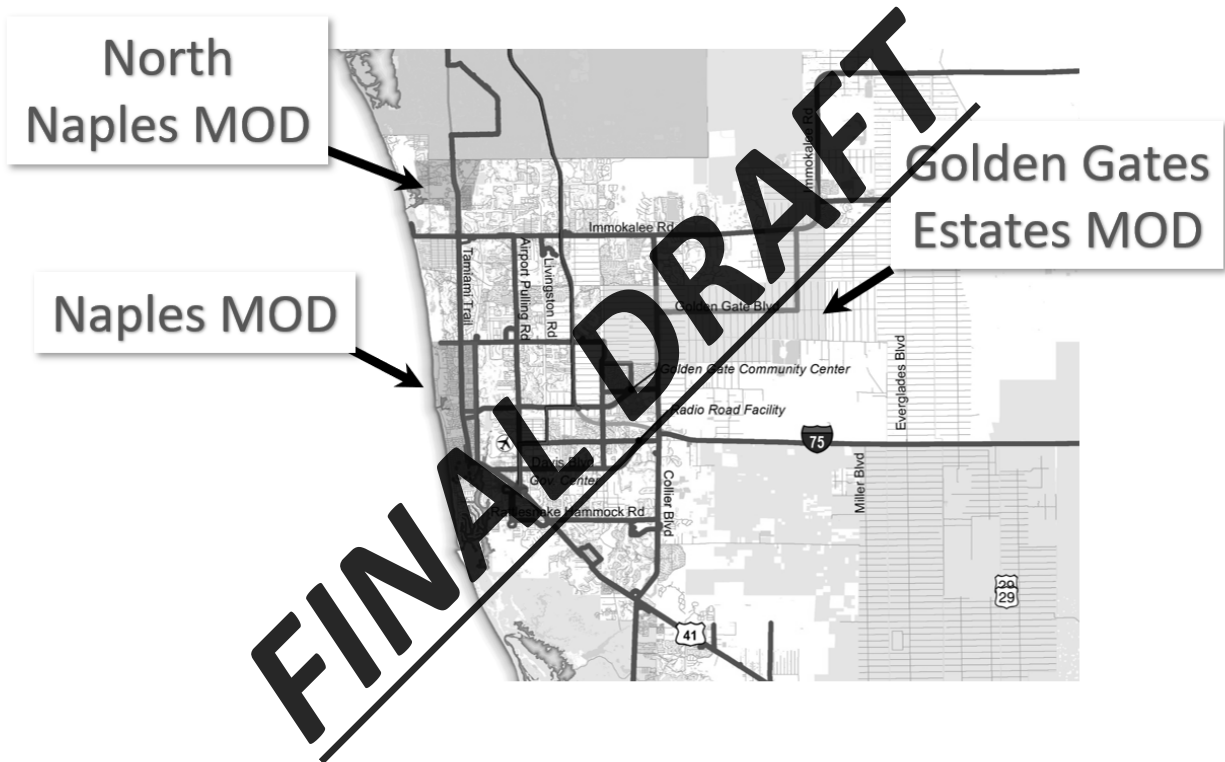 North
Naples MOD
Golden Gates
Estates MOD
Naples MOD
FINAL DRAFT
Immokalee Rd
Immokalee Rd
Tamiami Trail
Airport Pulling Rd
Livingston Rd
Golden Gate Blvd
Everglades Blvd
Golden Gate Community Center
Radio Road Facility
75
Davis Blvd
Gov. Center
Rattlesnake Hammock Rd
Collier Blvd
Miller Blvd
29
29
41